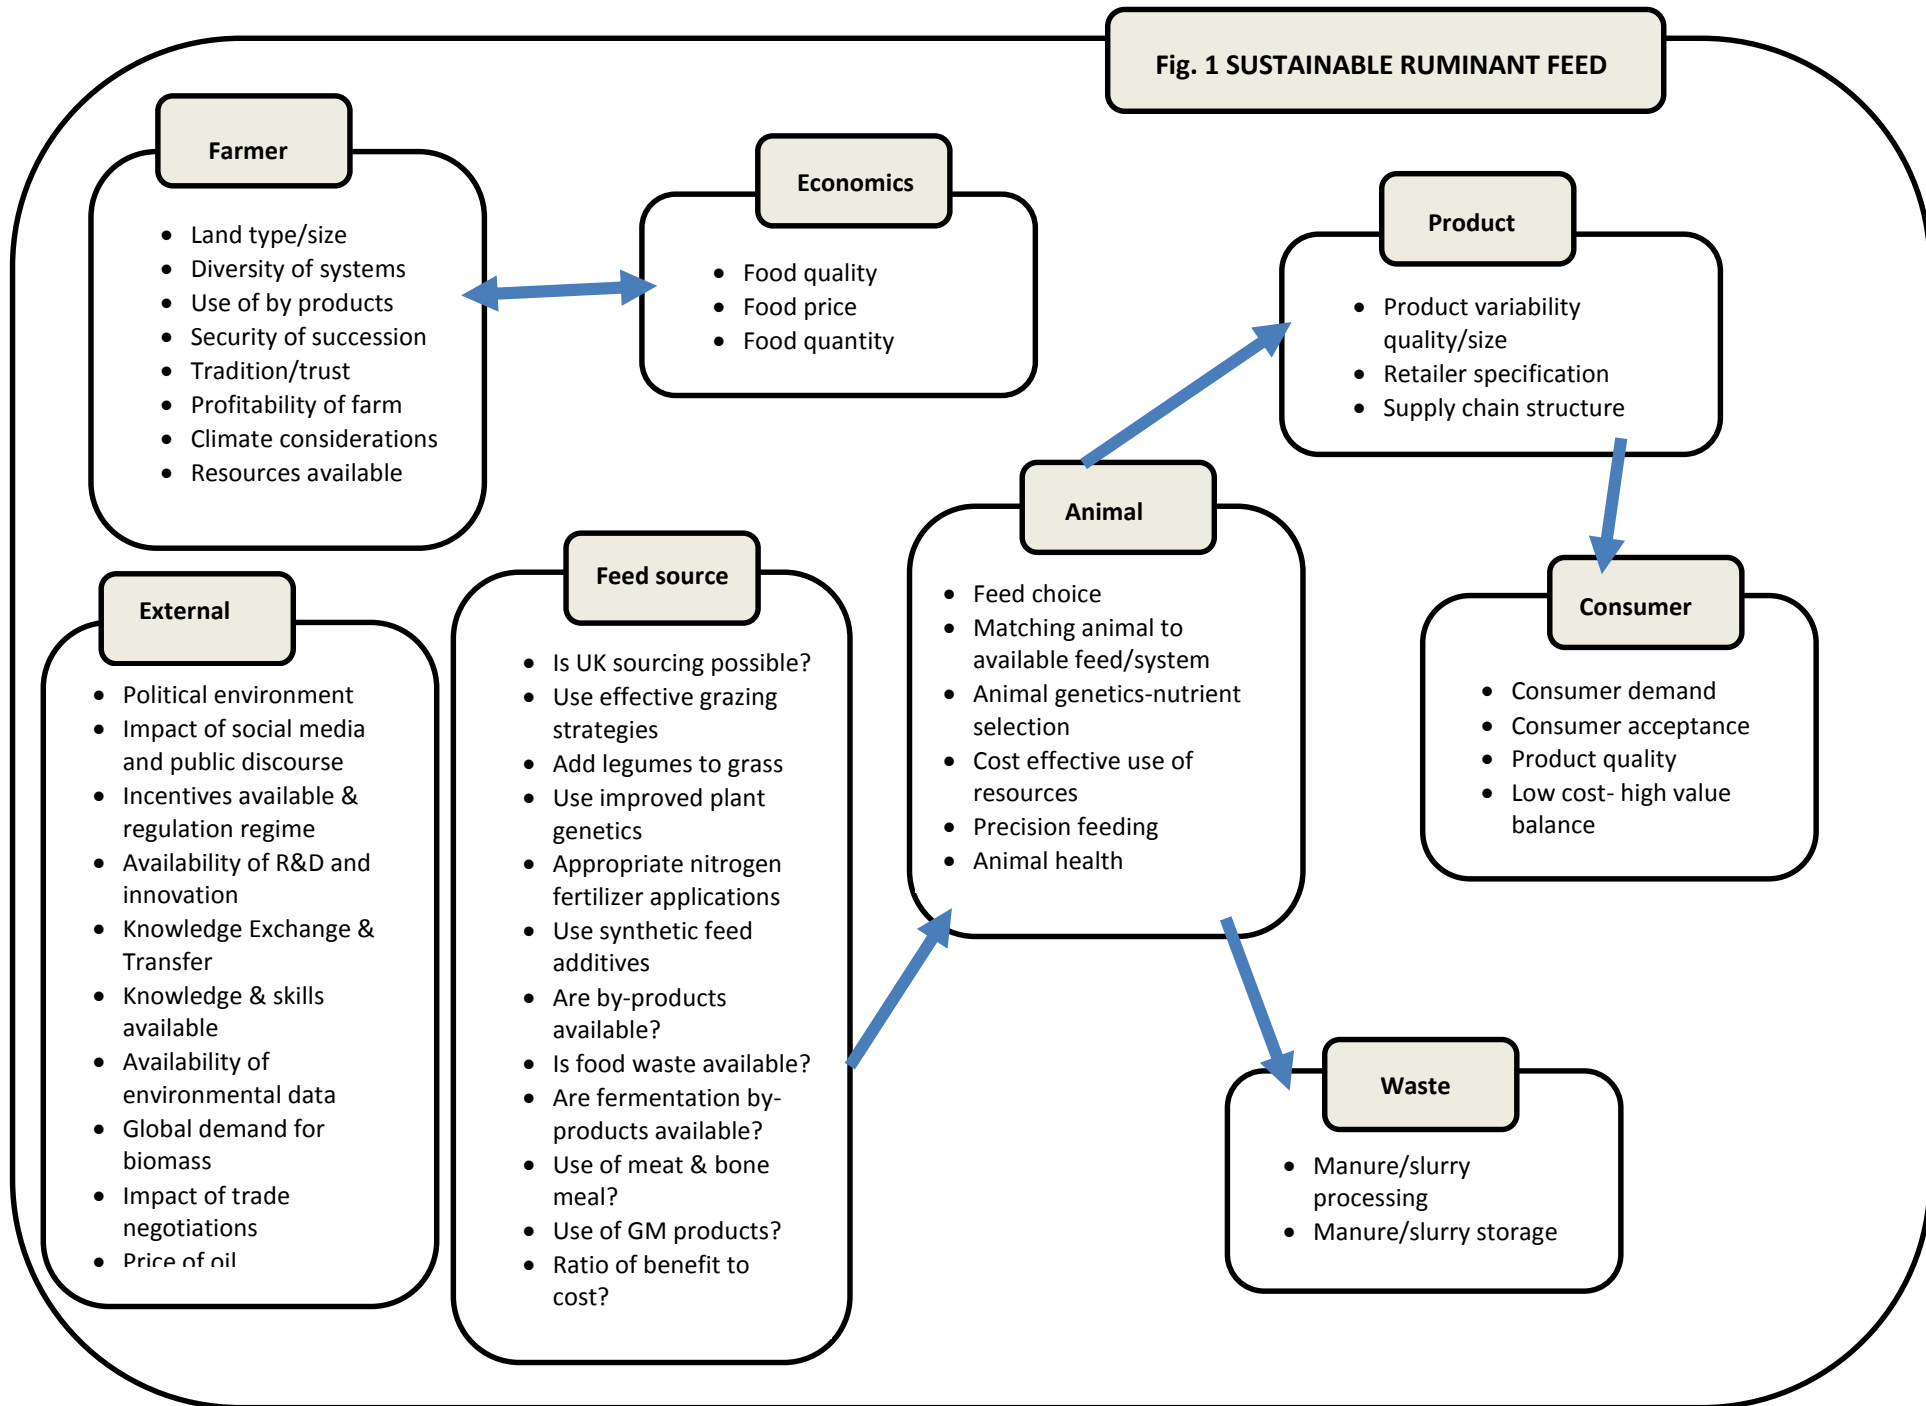 Fig. 1 SUSTAINABLE RUMINANT FEED
Farmer
• Land type/size
• Diversity of systems
• Use of by products
• Security of succession
• Tradition/trust
• Profitability of farm
• Climate considerations
• Resources available
Economics
• Food quality
• Food price
• Food quantity
Product
• Product variability
quality/size
• Retailer specification
• Supply chain structure
External
• Political environment
• Impact of social media
and public discourse
• Incentives available &
regulation regime
• Availability of R&D and
innovation
• Knowledge Exchange &
Transfer
• Knowledge & skills
available
• Availability of
environmental data
• Global demand for
biomass
• Impact of trade
negotiations
• Price of oil
Feed source
• Is UK sourcing possible?
• Use effective grazing
strategies
• Add legumes to grass
• Use improved plant
genetics
• Appropriate nitrogen
fertilizer applications
• Use synthetic feed
additives
• Are by-products
available?
• Is food waste available?
• Are fermentation by-
products available?
• Use of meat & bone
meal?
• Use of GM products?
• Ratio of benefit to
cost?
Animal
• Feed choice
• Matching animal to
available feed/system
• Animal genetics-nutrient
selection
• Cost effective use of
resources
• Precision feeding
• Animal health
Consumer
• Consumer demand
• Consumer acceptance
• Product quality
• Low cost- high value
balance
Waste
• Manure/slurry
processing
• Manure/slurry storage